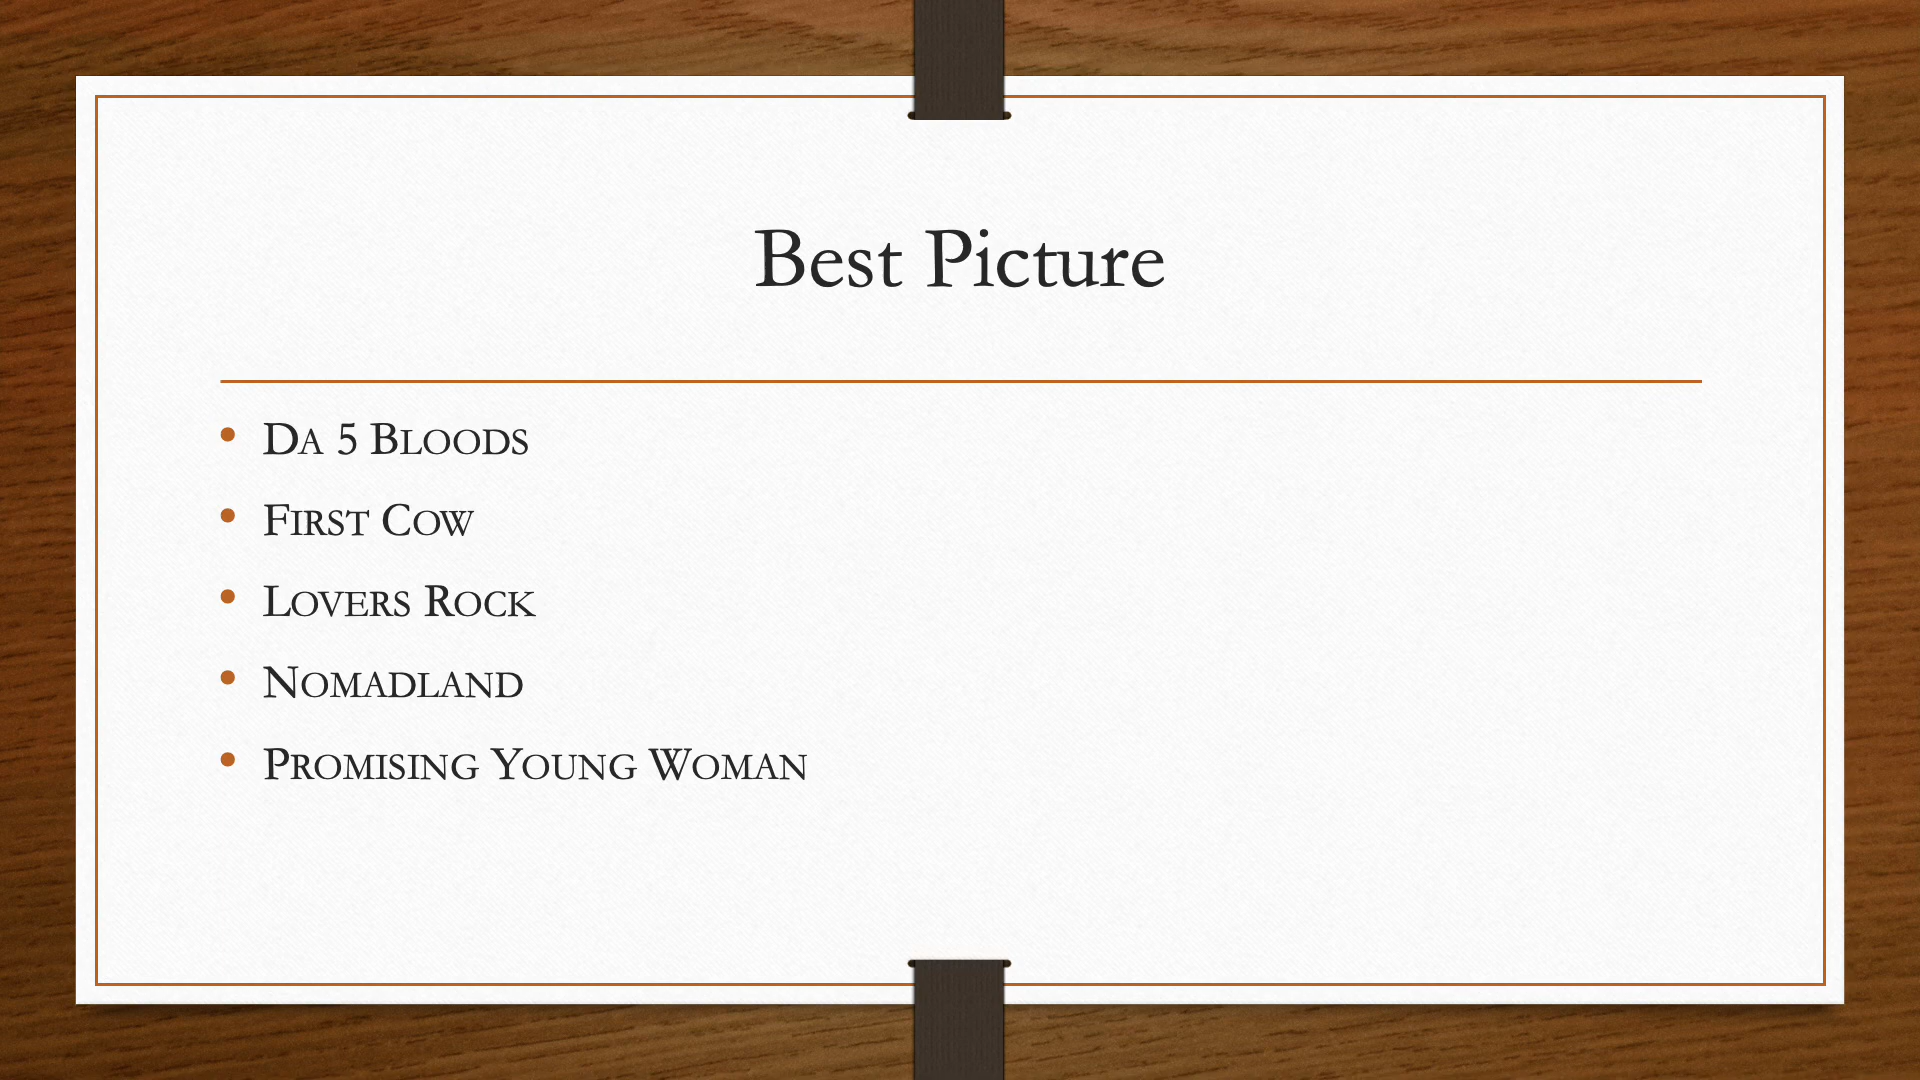 Best Picture
• Da 5 Bloods
• First Cow
• Lovers Rock
• Nomadland
• Promising Young Woman